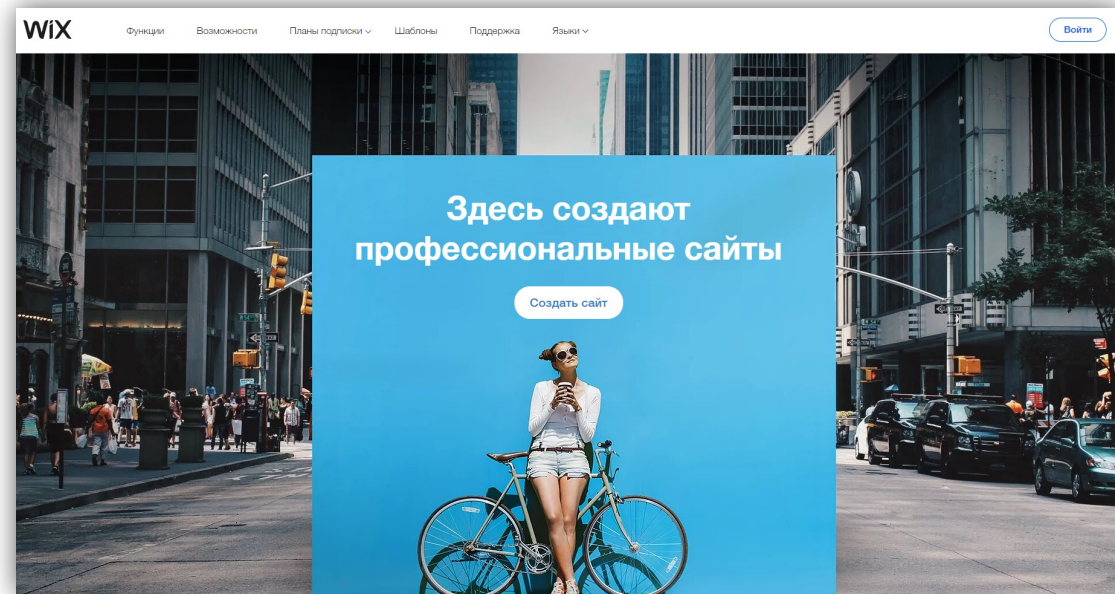 WiX
Функции Возможности Планы подписки Шаблоны Поддержка Языки
Войти
Здесь создают
профессиональные сайты
Создать сайт